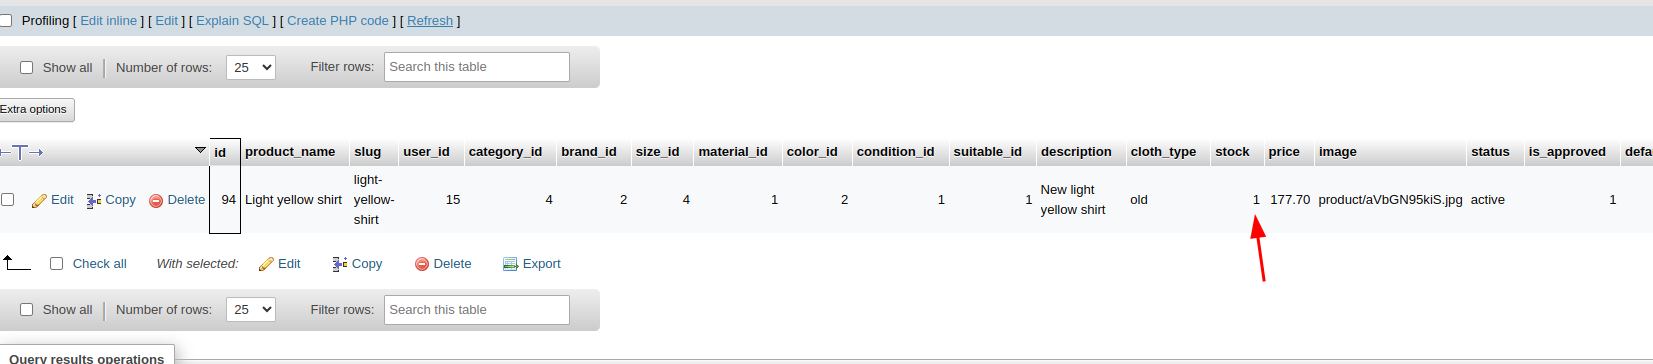 Profiling [ Edit inline ] [ Edit ] [ Explain SQL ] [ Create PHP code ] [ Refresh ]
Show all Number of rows: 25 Filter rows: Search this table
Extra options
id product_name slug user_id category_id brand_id size_id material_id color_id condition_id suitable_id description cloth_type stock price image status is_approved
Edit Copy Delete 94 Light yellow shirt light-yellow-shirt 15 4 2 4 1 2 1 1 New light yellow shirt old 1 177.70 product/aVbGN95kiS.jpg active 1
Check all With selected: Edit Copy Delete Export
Show all Number of rows: 25 Filter rows: Search this table
Query results operations